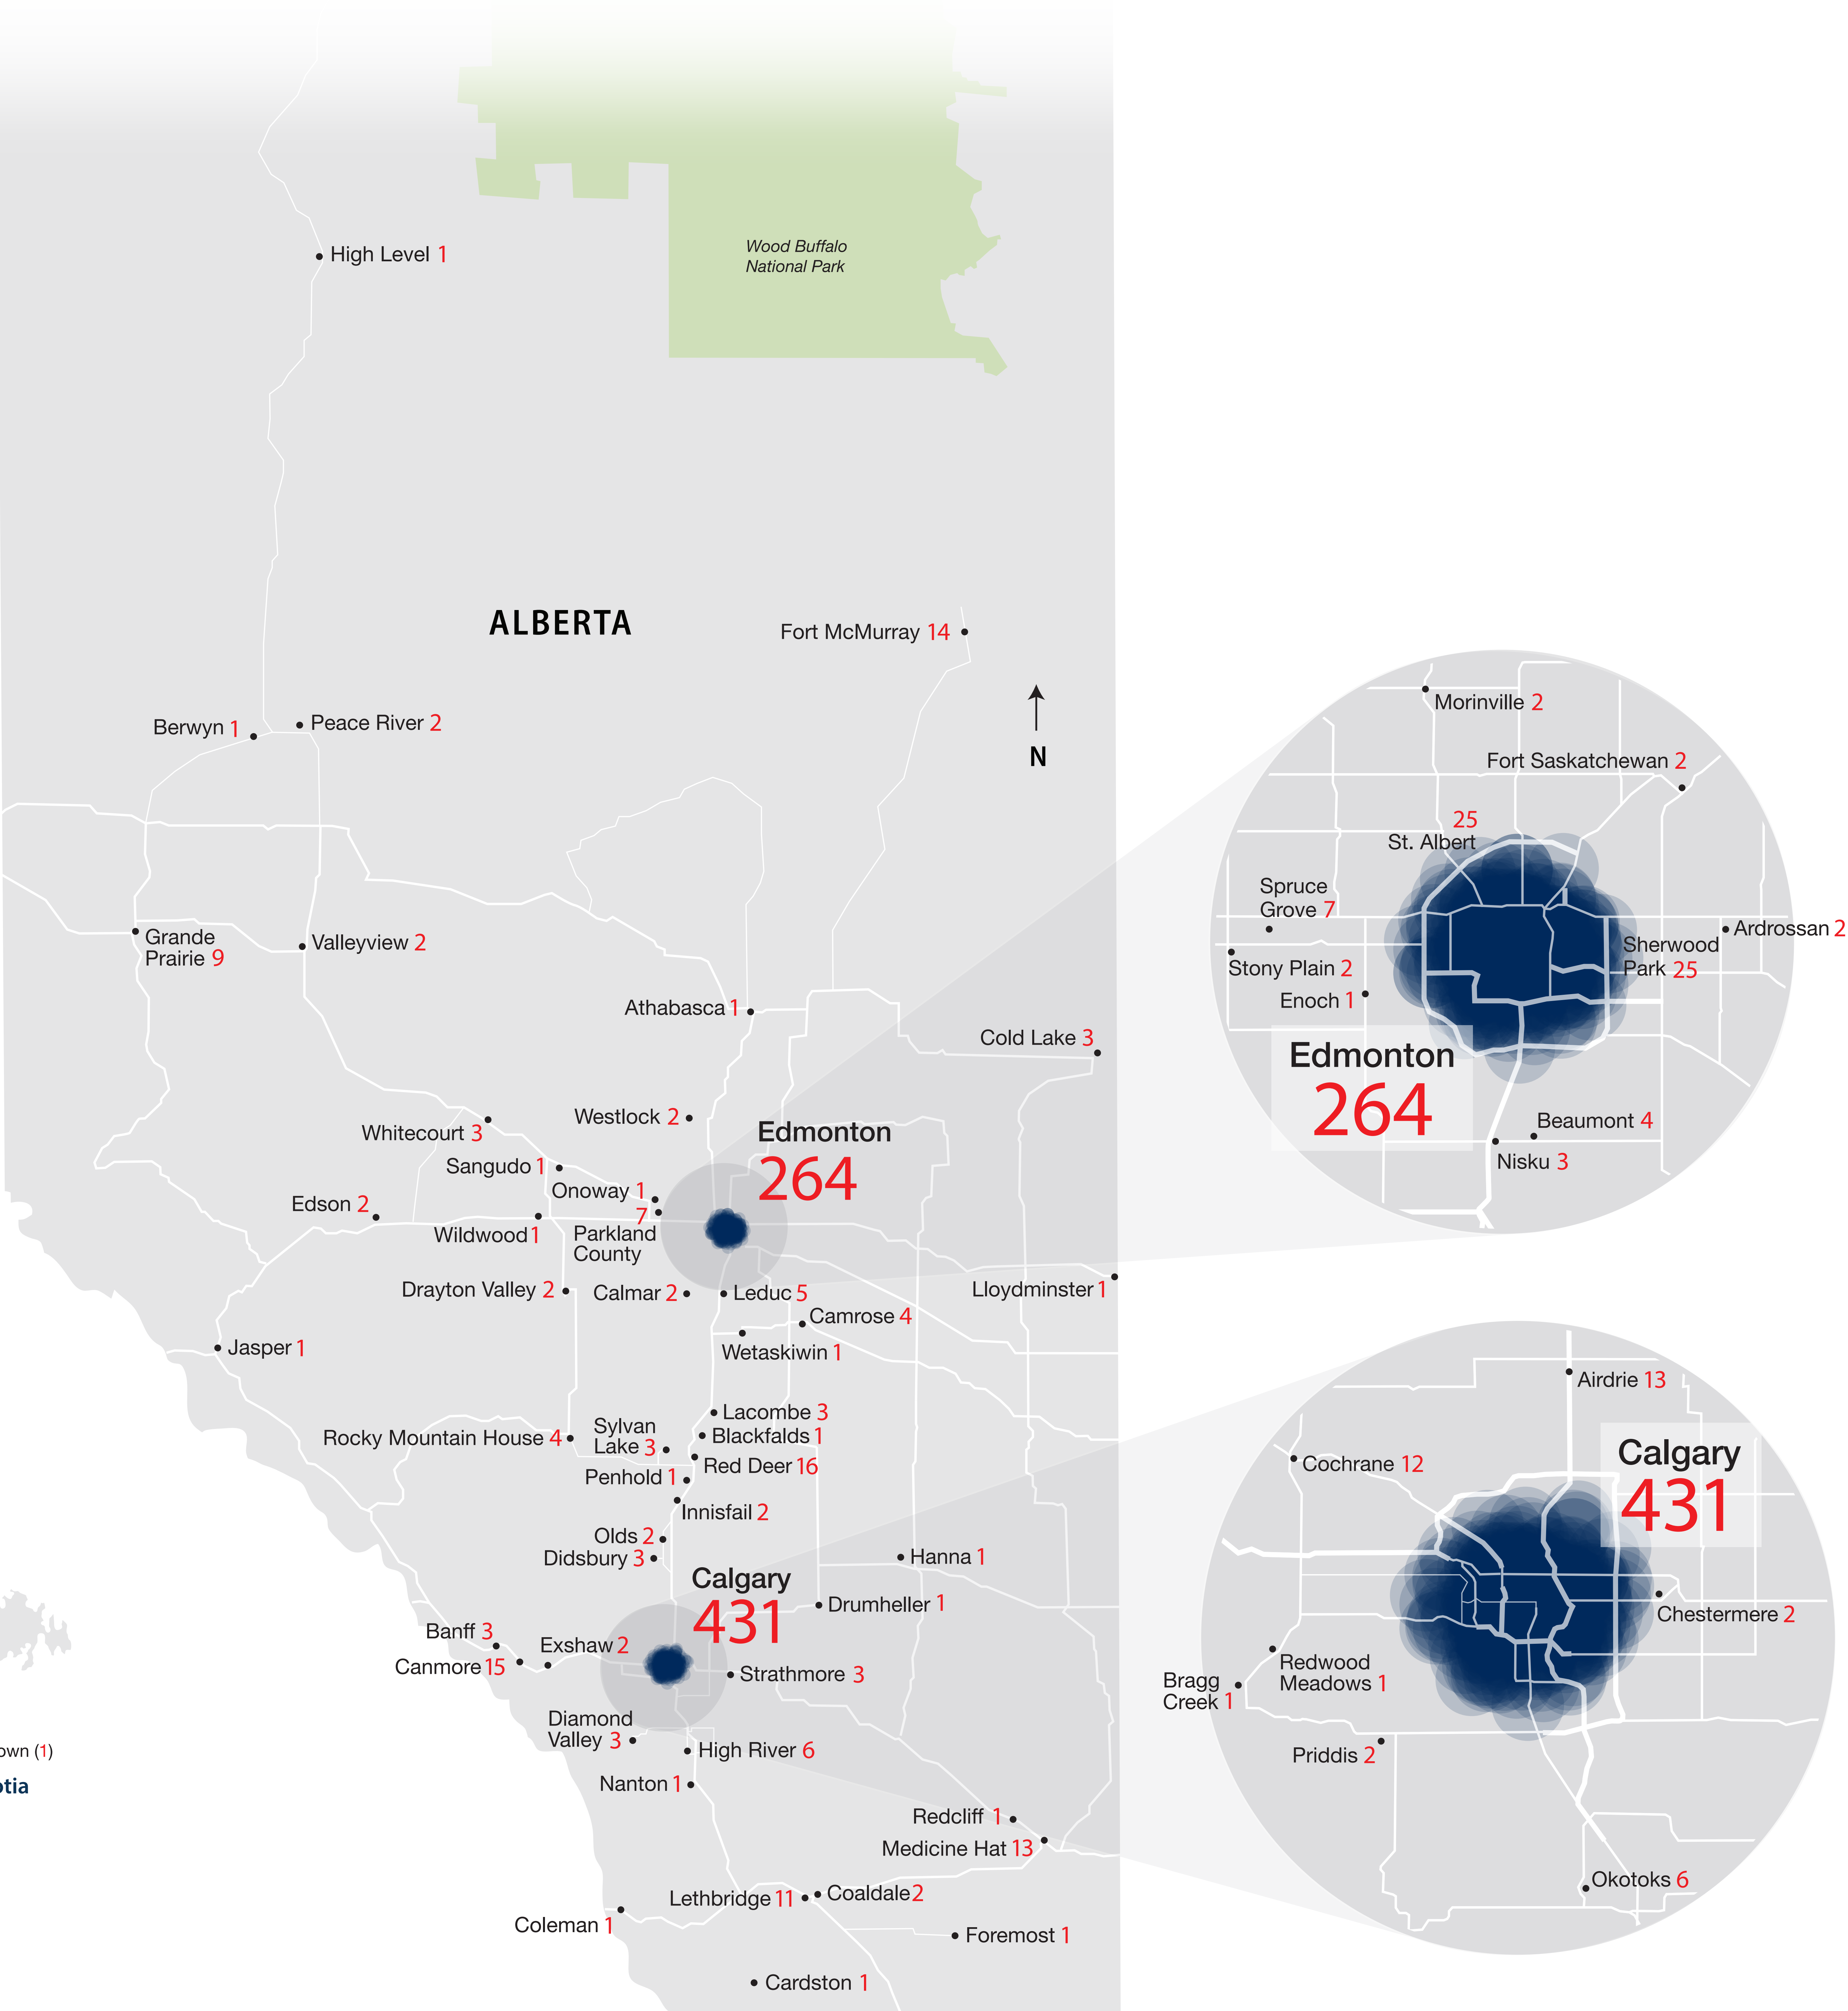 Wood Buffalo
National Park
High Level 1
ALBERTA
Fort McMurray 14
N
Berwyn 1
Peace River 2
Grande
Prairie 9
Valleyview 2
Athabasca 1
Cold Lake 3
Westlock 2
Whitecourt 3
Edmonton
264
Sangudo 1
Onoway 1
Edson 2
7
Parkland
County
Wildwood 1
Drayton Valley 2
Calmar 2
Leduc 5
Lloydminster 1
Camrose 4
Jasper 1
Wetaskiwin 1
Lacombe 3
Sylvan
Lake 3
Blackfalds 1
Rocky Mountain House 4
Red Deer 16
Penhold 1
Innisfail 2
Olds 2
Didsbury 3
Hanna 1
Calgary
431
Drumheller 1
Banff 3
Exshaw 2
Canmore 15
Strathmore 3
Diamond
Valley 3
High River 6
own (1)
otia
Nanton 1
Redcliff 1
Medicine Hat 13
Lethbridge 11
Coaldale 2
Coleman 1
Foremost 1
Cardston 1
Morinville 2
Fort Saskatchewan 2
25
St. Albert
Spruce
Grove 7
Ardrossan 2
Sherwood
Park 25
Stony Plain 2
Enoch 1
Edmonton
264
Beaumont 4
Nisku 3
Airdrie 13
Calgary
431
Cochrane 12
Chestermere 2
Redwood
Meadows 1
Bragg
Creek 1
Priddis 2
Okotoks 6